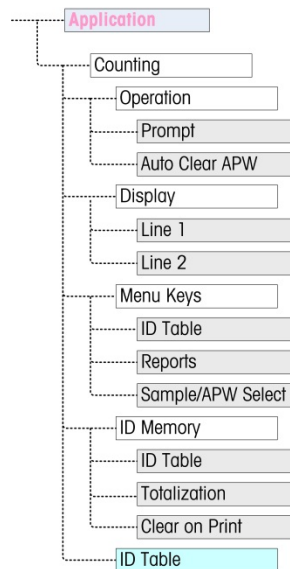 Application
Counting
Operation
Prompt
Auto Clear APW
Display
Line 1
Line 2
Menu Keys
ID Table
Reports
Sample/APW Select
ID Memory
ID Table
Totalization
Clear on Print
ID Table